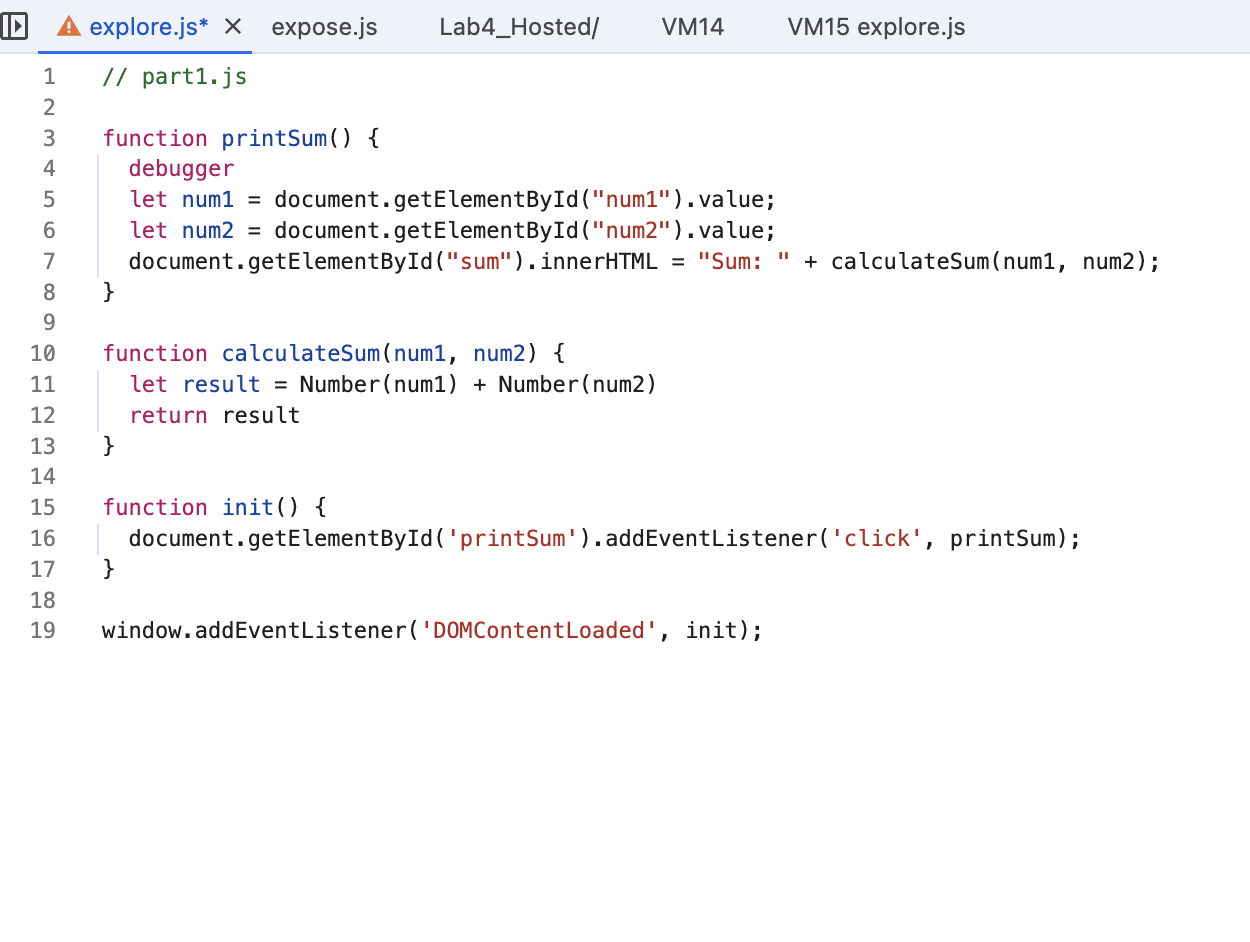 explore.js* expose.js Lab4_Hosted/ VM14 VM15 explore.js
1 // part1.js
2
3 function printSum() {
4   debugger
5   let num1 = document.getElementById("num1").value;
6   let num2 = document.getElementById("num2").value;
7   document.getElementById("sum").innerHTML = "Sum: " + calculateSum(num1, num2);
8 }
9
10 function calculateSum(num1, num2) {
11   let result = Number(num1) + Number(num2)
12   return result
13 }
14
15 function init() {
16   document.getElementById('printSum').addEventListener('click', printSum);
17 }
18
19 window.addEventListener('DOMContentLoaded', init);